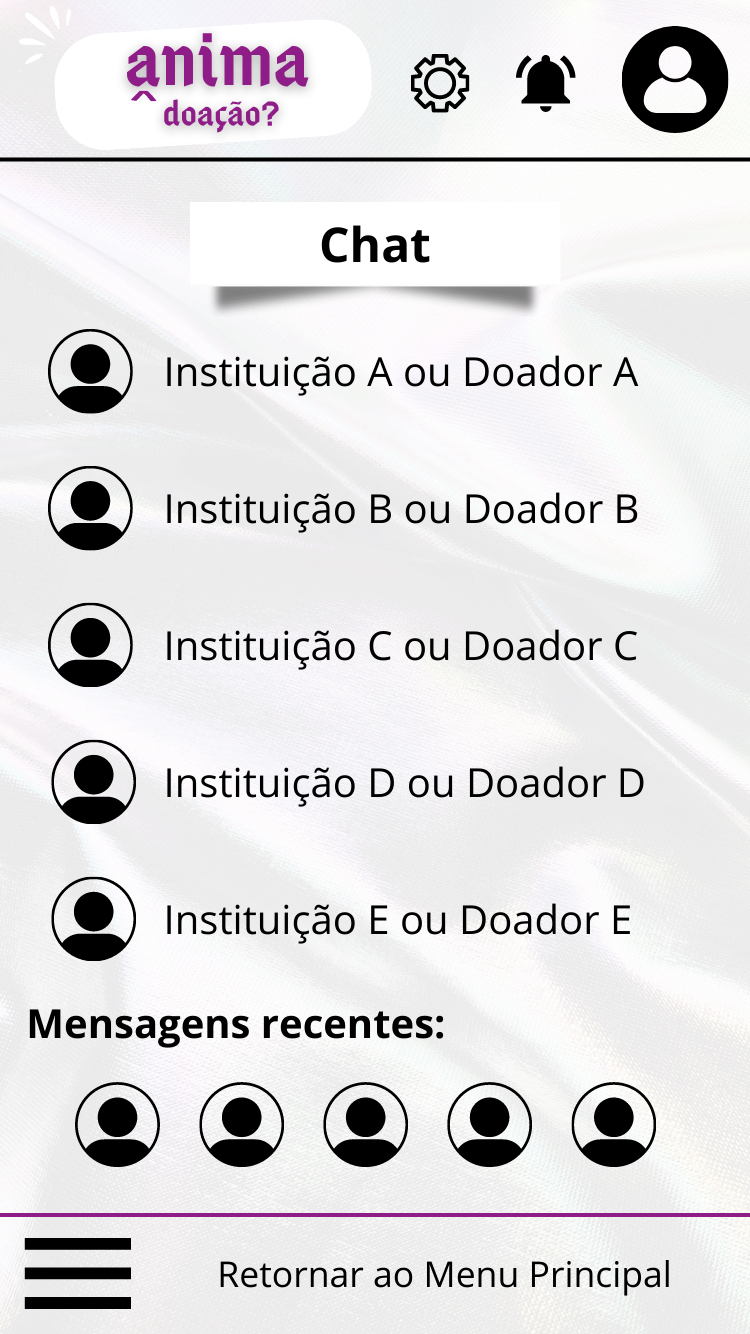 anima
doação?
Chat
Instituição A ou Doador A
Instituição B ou Doador B
Instituição C ou Doador C
Instituição D ou Doador D
Instituição E ou Doador E
Mensagens recentes:
Retornar ao Menu Principal